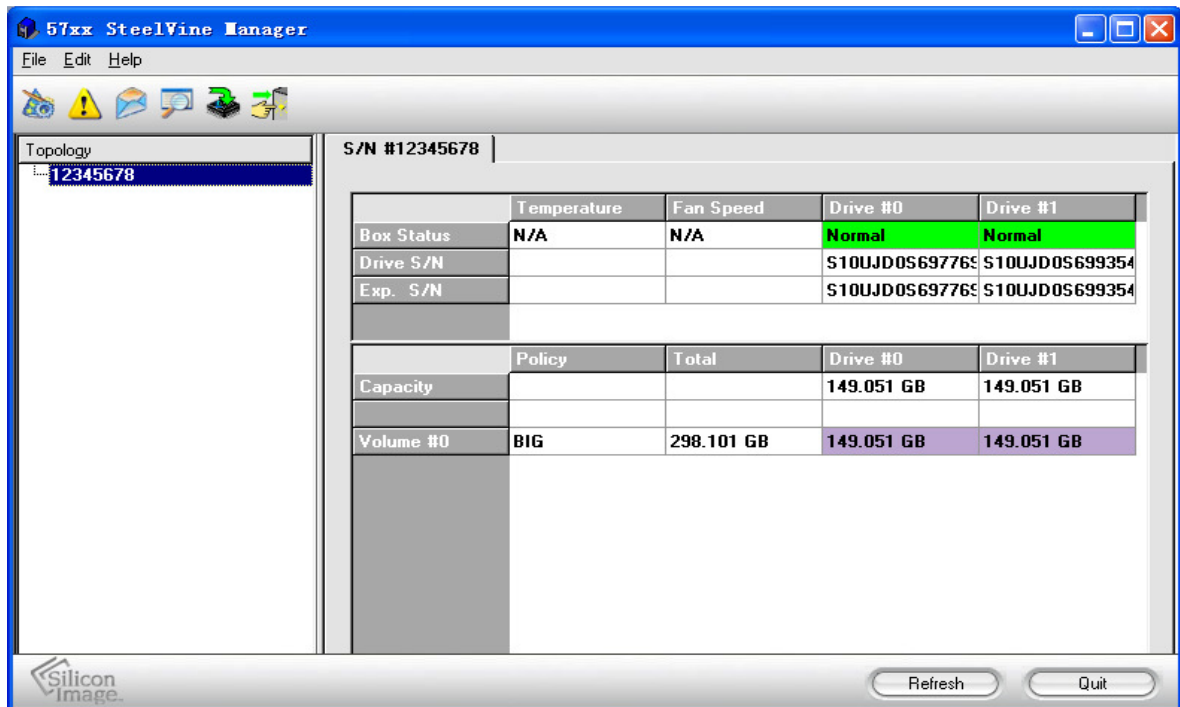 57xx SteelVine Manager
File Edit Help
Topology
12345678
S/N #12345678
Temperature Fan Speed Drive #0 Drive #1
Box Status N/A N/A Normal Normal
Drive S/N S10UJD0S69776 S10UJD0S699354
Exp. S/N S10UJD0S69776 S10UJD0S699354
Policy Total Drive #0 Drive #1
Capacity 149.051 GB 149.051 GB
Volume #0 BIG 298.101 GB 149.051 GB 149.051 GB
Silicon
Image.
Refresh Quit